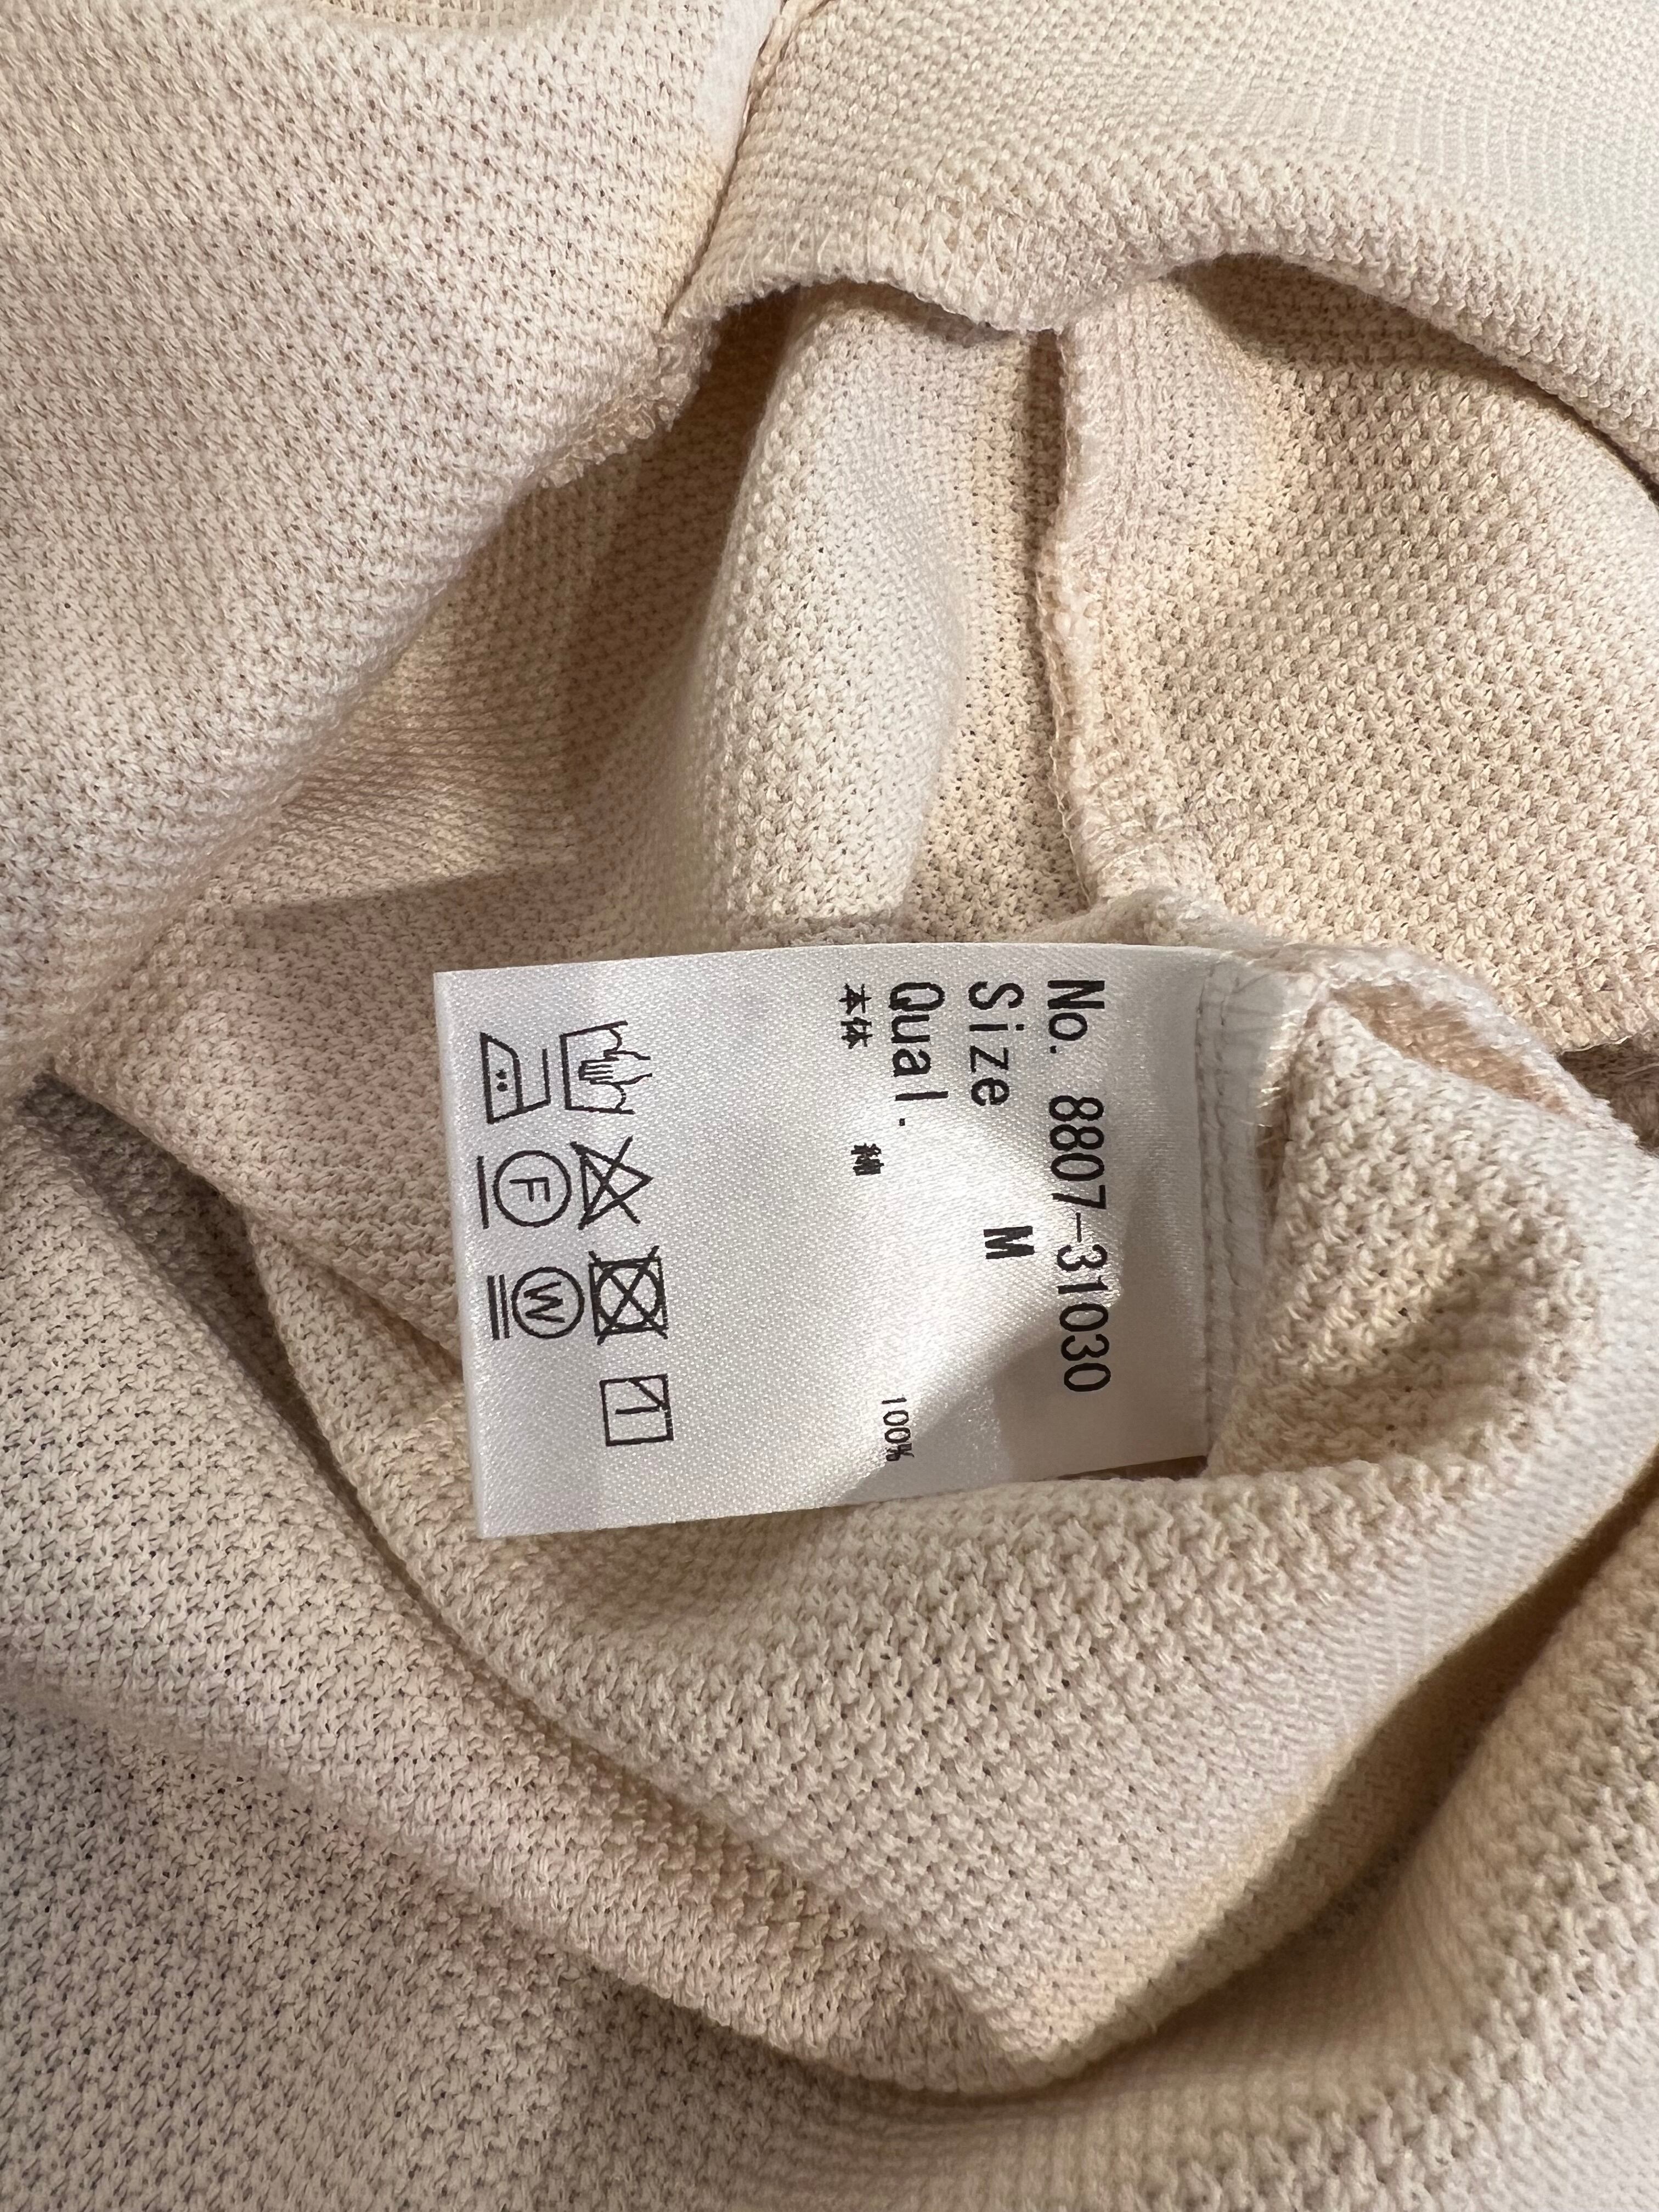 No. 8807-31030
Size M
Qual.
本体 綿 100%
F W